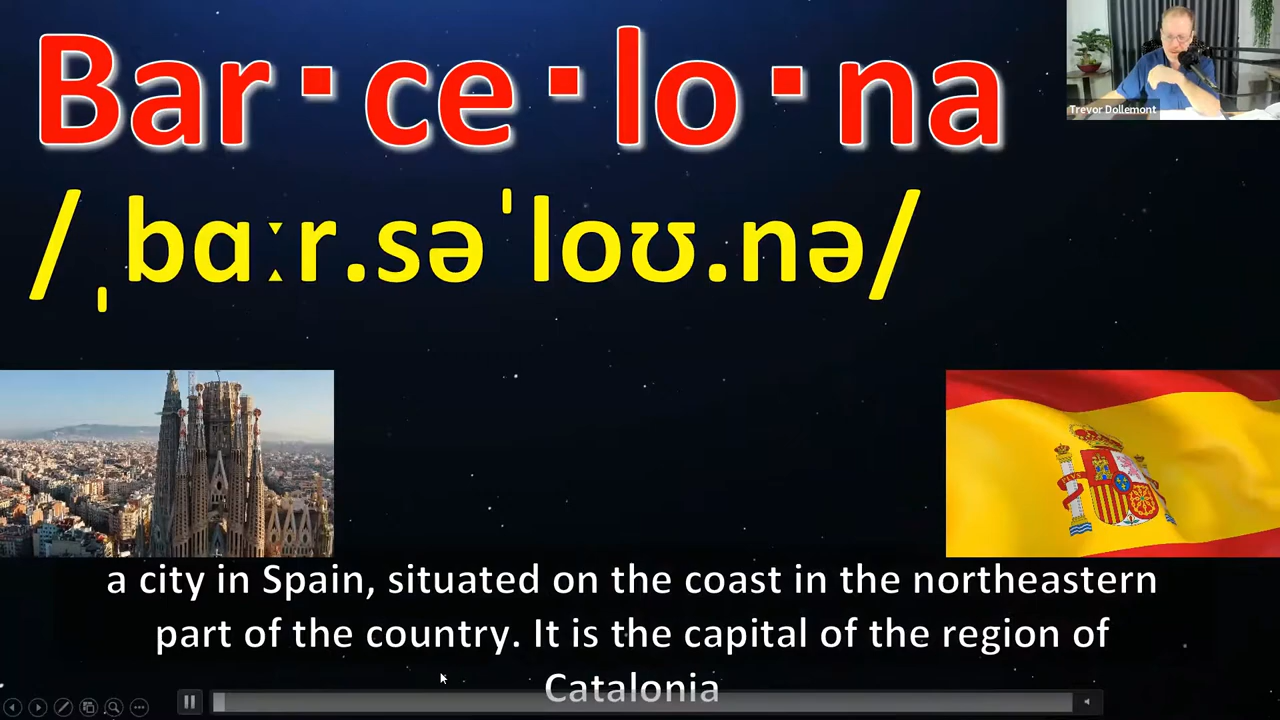 Bar·ce·lo·na
Trevor Dollemont
/ˌbɑːr.səˈloʊ.nə/
PLVS
a city in Spain, situated on the coast in the northeastern
part of the country. It is the capital of the region of
Catalonia